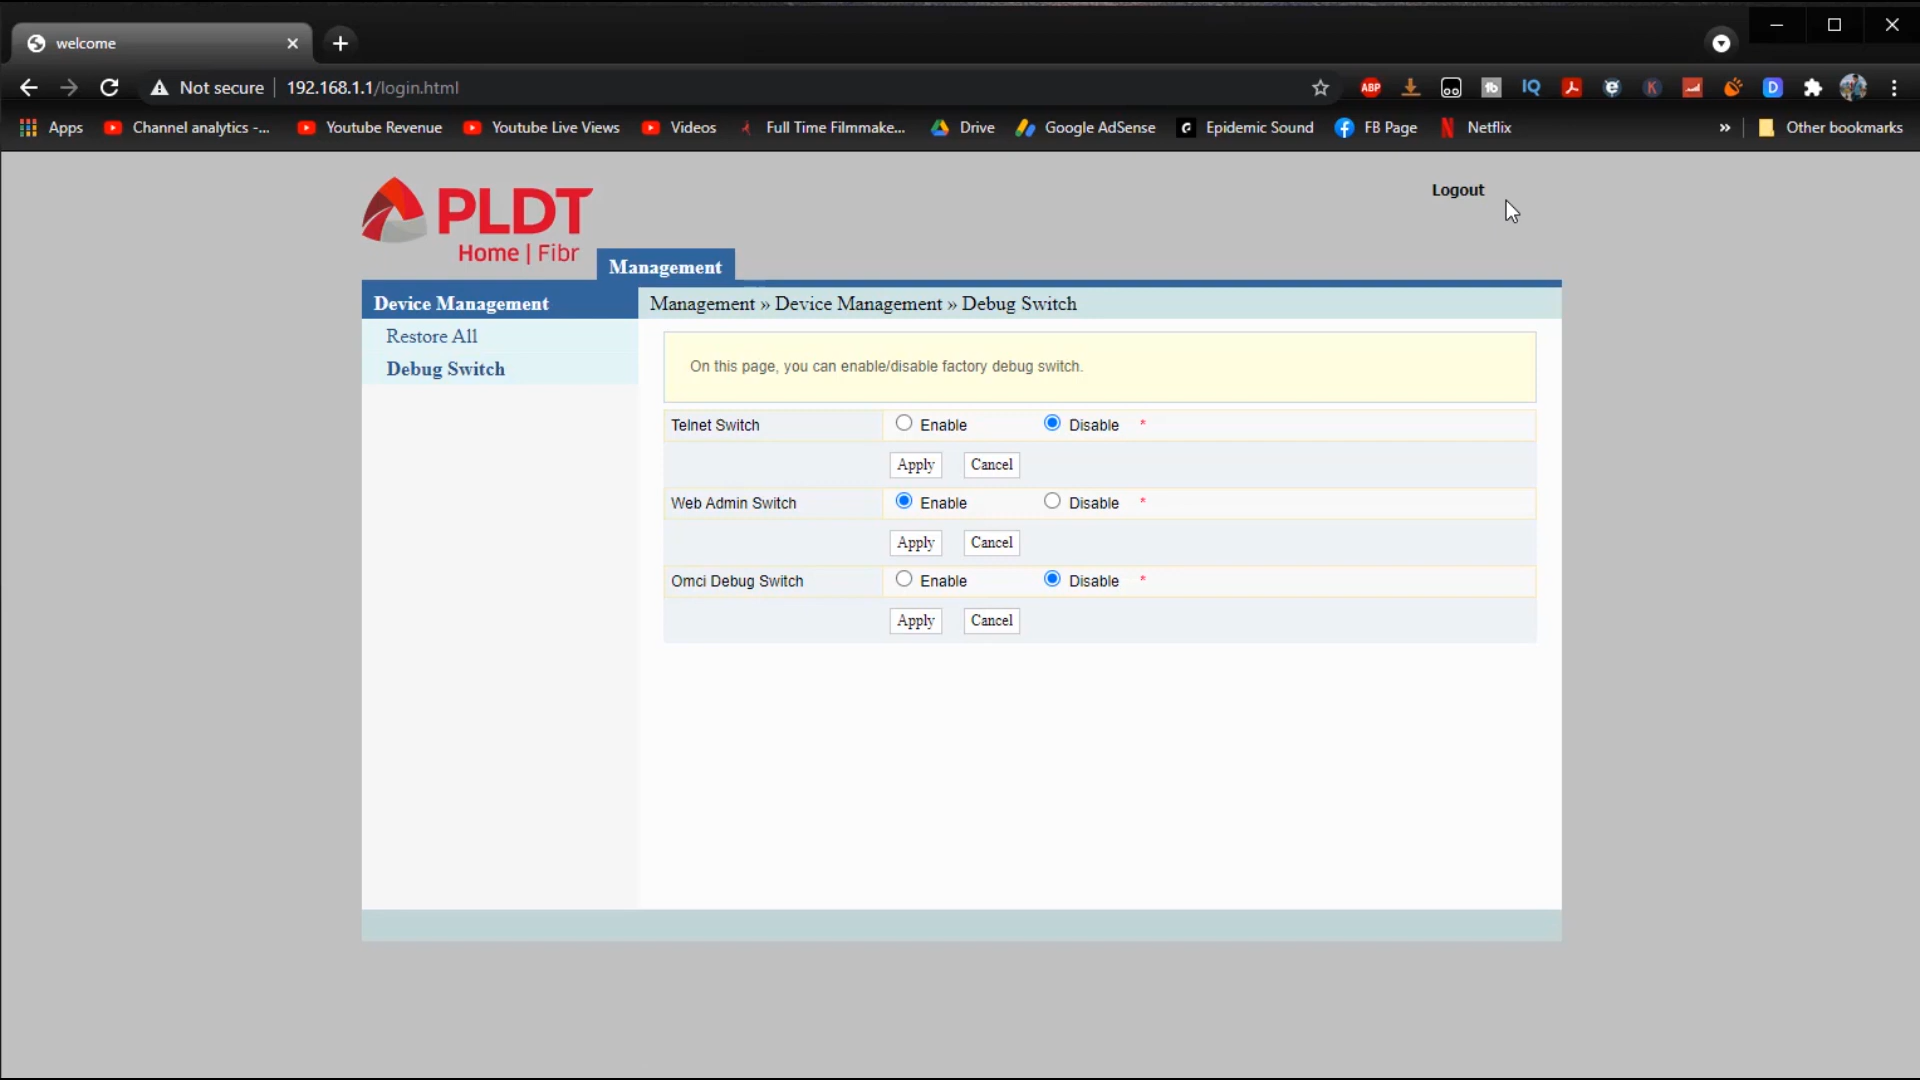 welcome
Not secure 192.168.1.1/login.html
ABP
IQ
K
D
Apps Channel analytics -... Youtube Revenue Youtube Live Views Videos Full Time Filmmake... Drive Google AdSense Epidemic Sound FB Page Netflix » Other bookmarks
PLDT
Home | Fibr
Logout
Management
Device Management
Restore All
Debug Switch
Management » Device Management » Debug Switch
On this page, you can enable/disable factory debug switch.
Telnet Switch Enable Disable *
Apply Cancel
Web Admin Switch Enable Disable *
Apply Cancel
Omci Debug Switch Enable Disable *
Apply Cancel